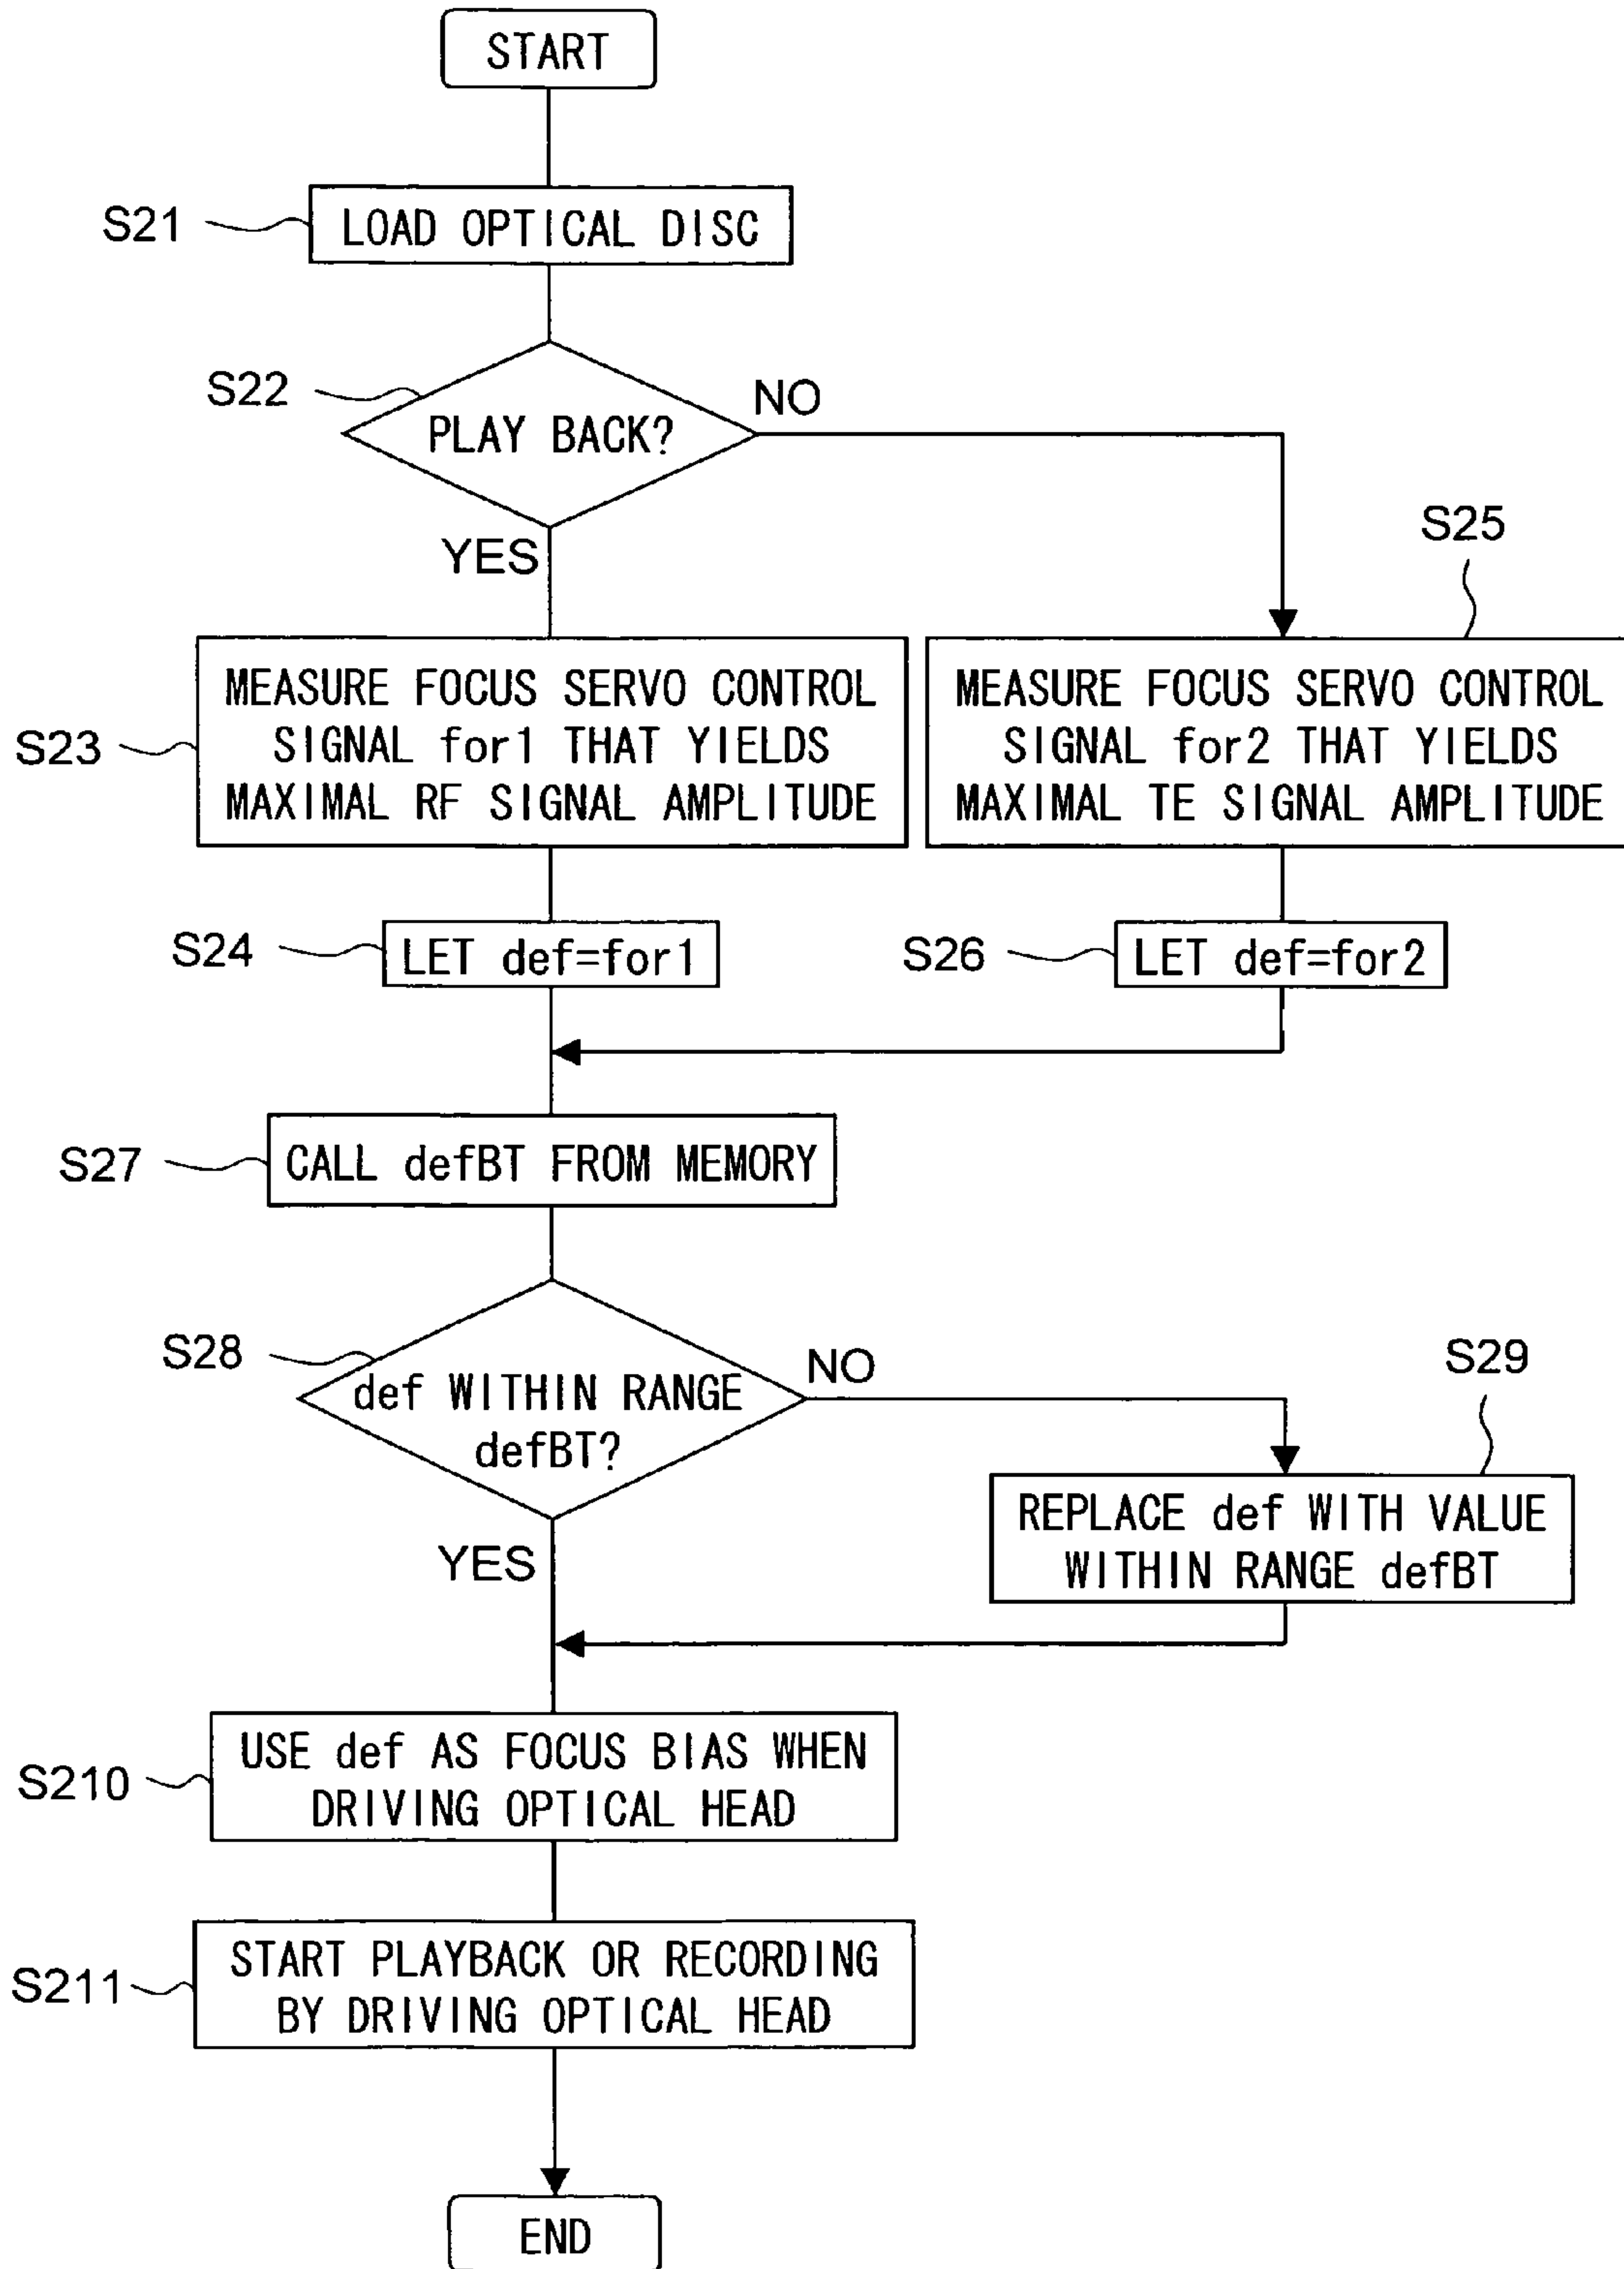 START
S21
LOAD OPTICAL DISC
S22
PLAY BACK?
NO
YES
S25
S23
MEASURE FOCUS SERVO CONTROL
SIGNAL for1 THAT YIELDS
MAXIMAL RF SIGNAL AMPLITUDE
MEASURE FOCUS SERVO CONTROL
SIGNAL for2 THAT YIELDS
MAXIMAL TE SIGNAL AMPLITUDE
S24
LET def=for1
S26
LET def=for2
S27
CALL defBT FROM MEMORY
S28
def WITHIN RANGE
defBT?
NO
YES
S29
REPLACE def WITH VALUE
WITHIN RANGE defBT
S210
USE def AS FOCUS BIAS WHEN
DRIVING OPTICAL HEAD
S211
START PLAYBACK OR RECORDING
BY DRIVING OPTICAL HEAD
END